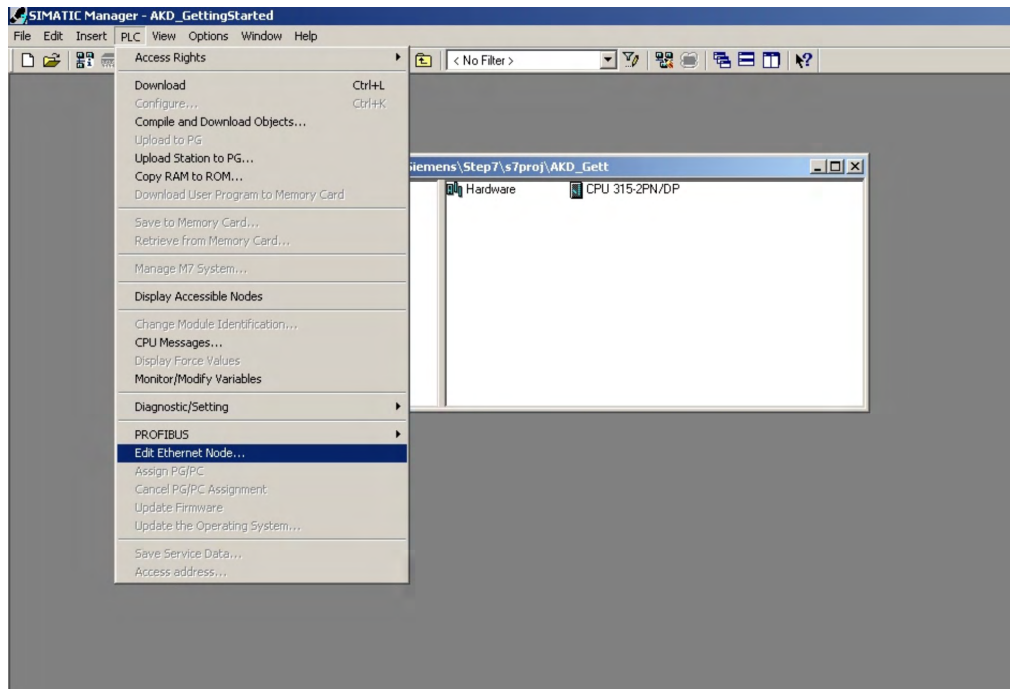 SIMATIC Manager - AKD_GettingStarted
File Edit Insert PLC View Options Window Help
< No Filter >
Access Rights
Download Ctrl+L
Configure... Ctrl+K
Compile and Download Objects...
Upload to PG
Upload Station to PG...
Copy RAM to ROM...
Download User Program to Memory Card
Save to Memory Card...
Retrieve from Memory Card...
Manage M7 System...
Display Accessible Nodes
Change Module Identification...
CPU Messages...
Display Force Values
Monitor/Modify Variables
Diagnostic/Setting
PROFIBUS
Edit Ethernet Node...
Assign PG/PC
Cancel PG/PC Assignment
Update Firmware
Update the Operating System...
Save Service Data...
Access address...
Siemens\Step7\s7proj\AKD_Gett
Hardware CPU 315-2PN/DP